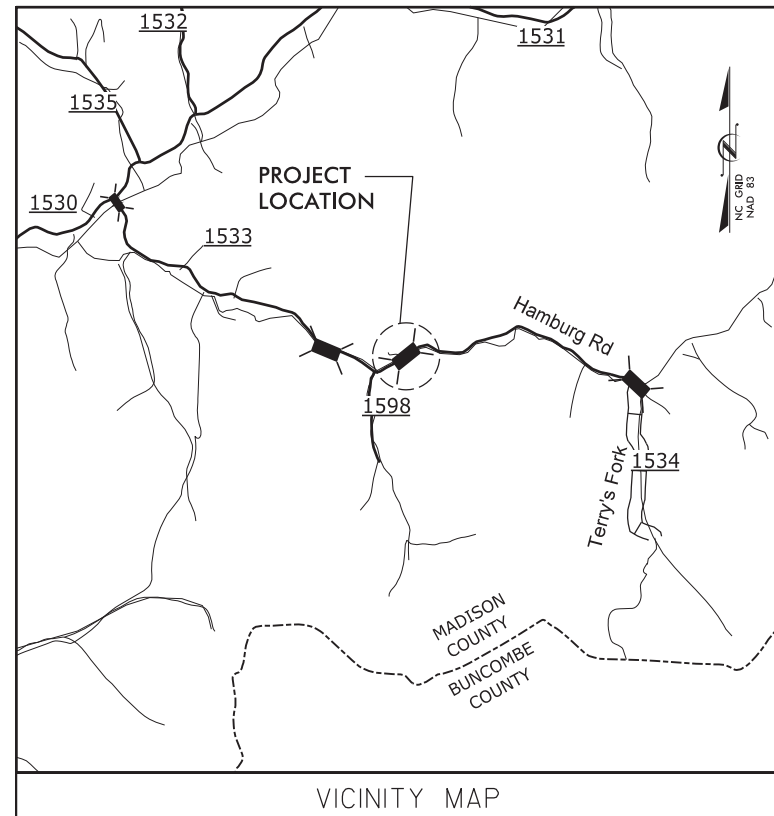 1532
1531
1535
PROJECT
LOCATION
NC GRID
NAD 83
1530
1533
Hamburg Rd
1598
1534
Terry's Fork
MADISON
COUNTY
BUNCOMBE
COUNTY
VICINITY MAP